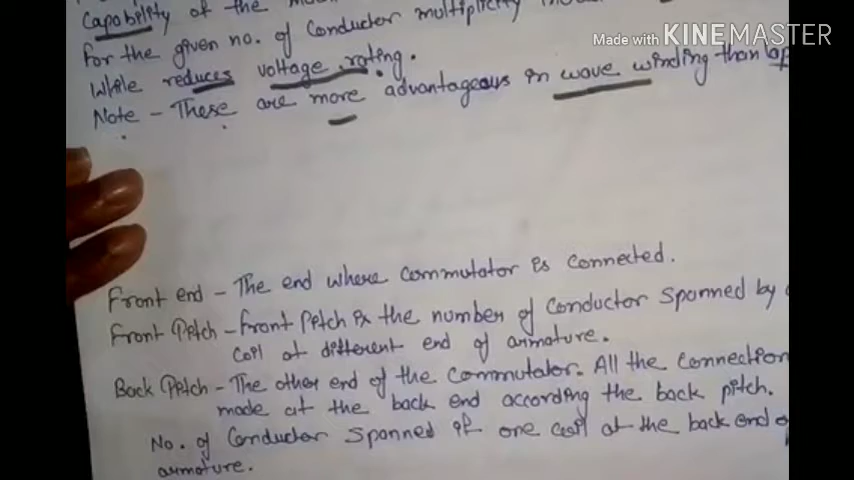 Capability of the
for the given no. of Conductor multiplicity
While reduces voltage rating.
Note - These are more advantageous in wave winding than lap
Made with KINEMASTER
Front end - The end where commutator is connected.
Front Pitch - Front Pitch is the number of Conductor spanned by
Coil at different end of armature.
Back Pitch - The other end of the commutator. All the connection
made at the back end according the back pitch.
No. of Conductor spanned if one coil at the back end of
armature.